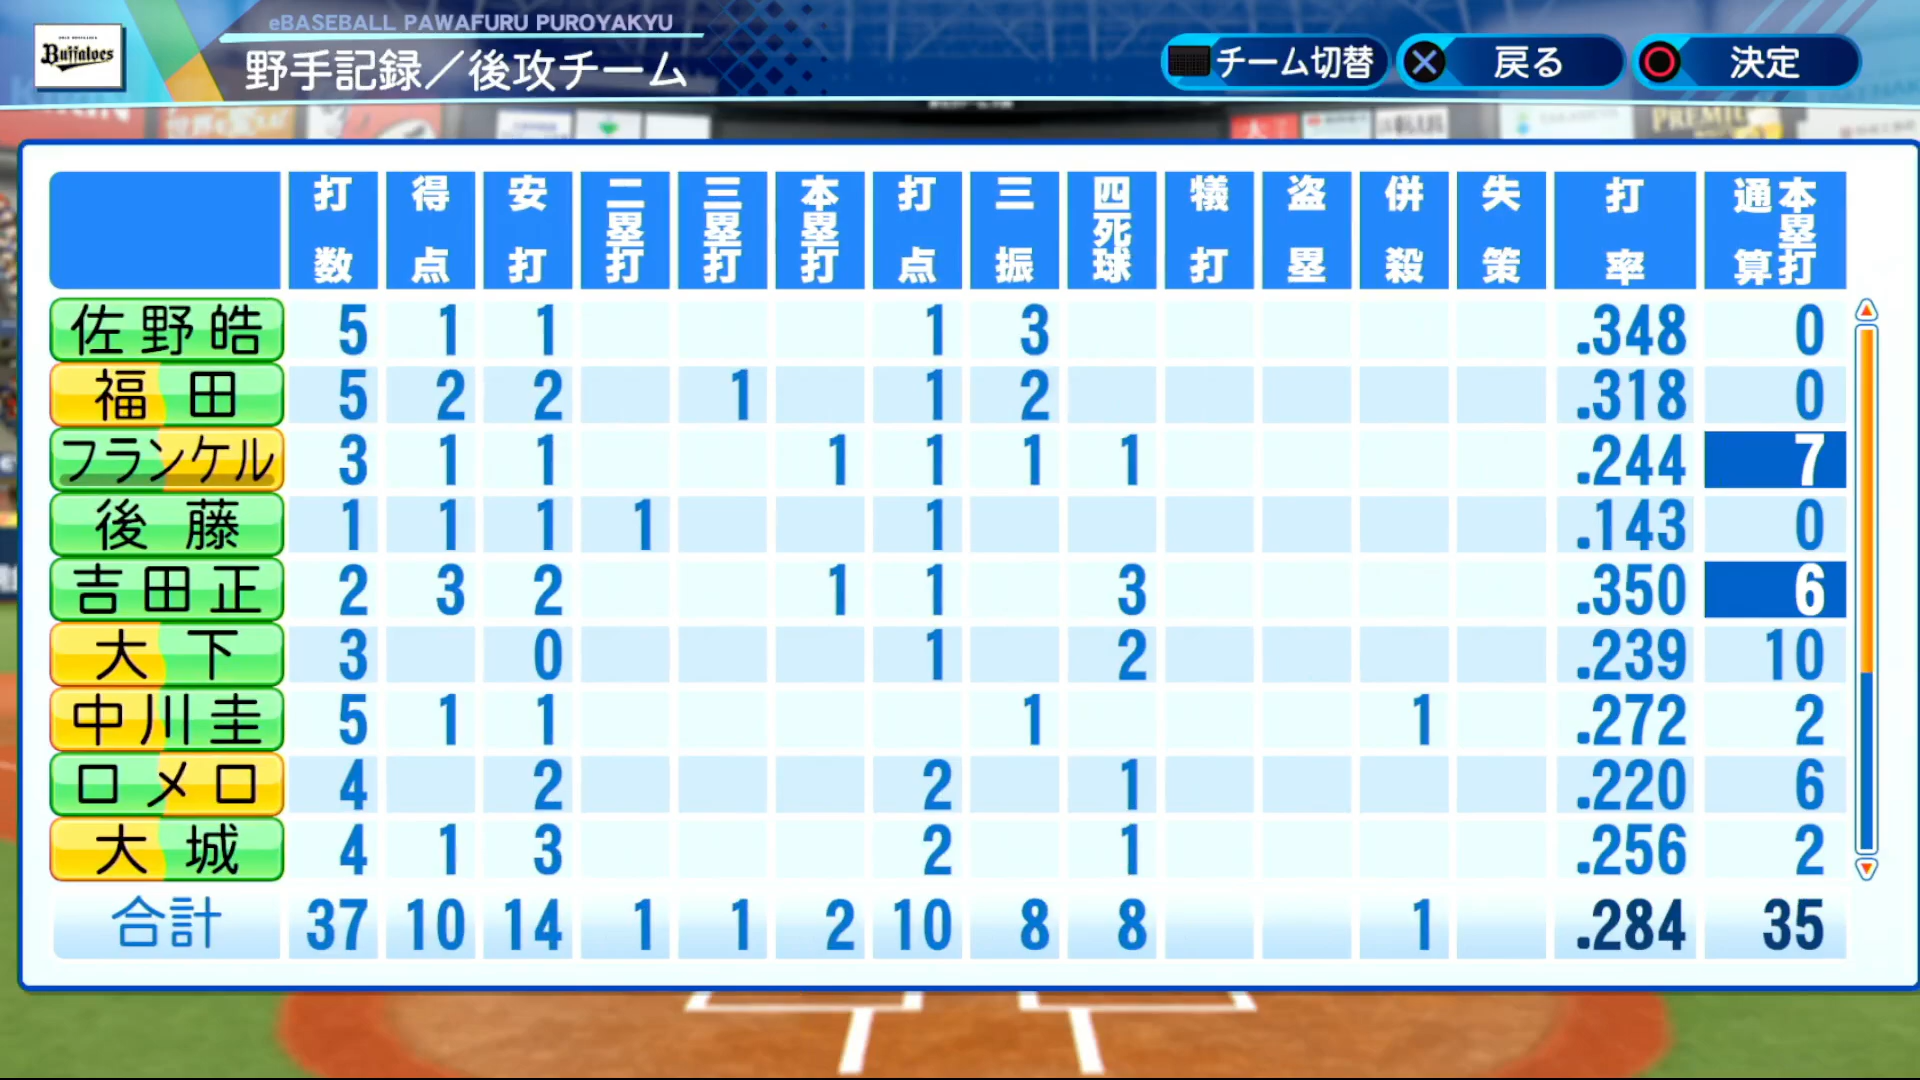 Buffaloes
eBASEBALL PAWAFURU PUROYAKYU
野手記録／後攻チーム
チーム切替 戻る 決定
打数 得点 安打 二塁打 三塁打 本塁打 打点 三振 四死球 犠打 盗塁 併殺 失策 打率 通算本塁打
佐野皓 5 1 1 1 3 .348 0
福田 5 2 2 1 1 2 .318 0
フランケル 3 1 1 1 1 1 1 .244 7
後藤 1 1 1 1 1 .143 0
吉田正 2 3 2 1 1 3 .350 6
大下 3 0 1 2 .239 10
中川圭 5 1 1 1 1 .272 2
ロメロ 4 2 2 1 .220 6
大城 4 1 3 2 1 .256 2
合計 37 10 14 1 1 2 10 8 8 1 .284 35